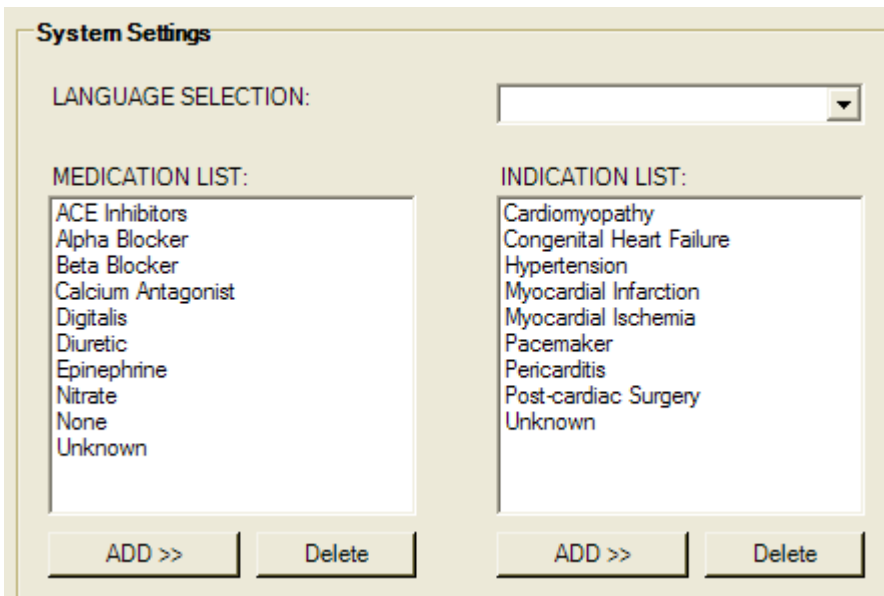 System Settings
LANGUAGE SELECTION:
MEDICATION LIST:
ACE Inhibitors
Alpha Blocker
Beta Blocker
Calcium Antagonist
Digitalis
Diuretic
Epinephrine
Nitrate
None
Unknown
ADD >>
Delete
INDICATION LIST:
Cardiomyopathy
Congenital Heart Failure
Hypertension
Myocardial Infarction
Myocardial Ischemia
Pacemaker
Pericarditis
Post-cardiac Surgery
Unknown
ADD >>
Delete